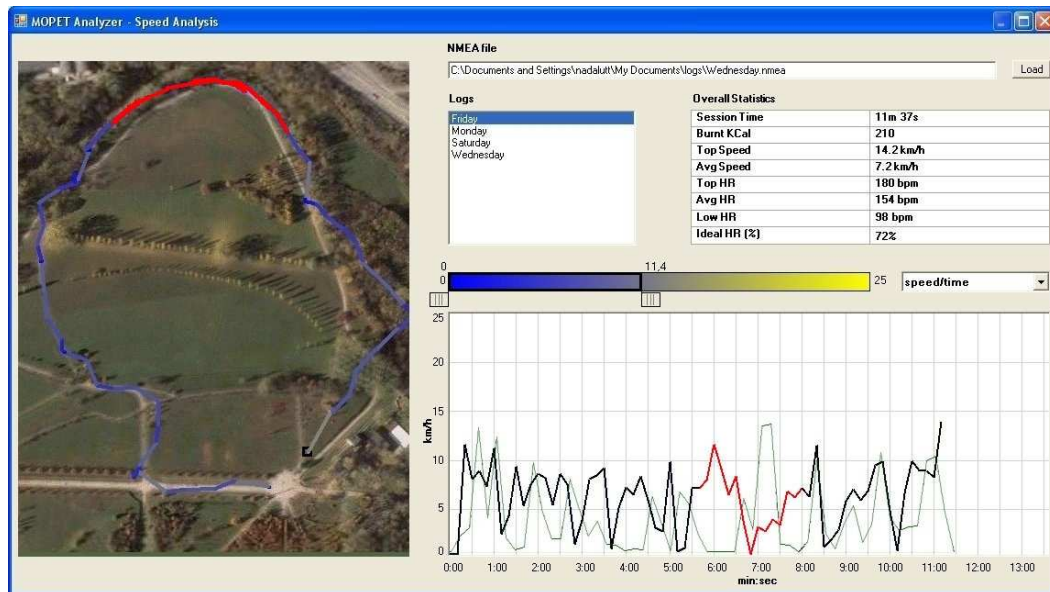 MOPET Analyzer - Speed Analysis
NMEA file
C:\Documents and Settings\nadalutt\My Documents\logs\Wednesday.nmea
Load
Logs
Friday
Monday
Saturday
Wednesday
Overall Statistics
Session Time 11m 37s
Burnt KCal 210
Top Speed 14.2 km/h
Avg Speed 7.2 km/h
Top HR 180 bpm
Avg HR 154 bpm
Low HR 98 bpm
Ideal HR (%) 72%
0 11,4
0 25 speed/time
25
20
15
10
5
0
km/h
0:00 1:00 2:00 3:00 4:00 5:00 6:00 7:00 8:00 9:00 10:00 11:00 12:00 13:00
min:sec